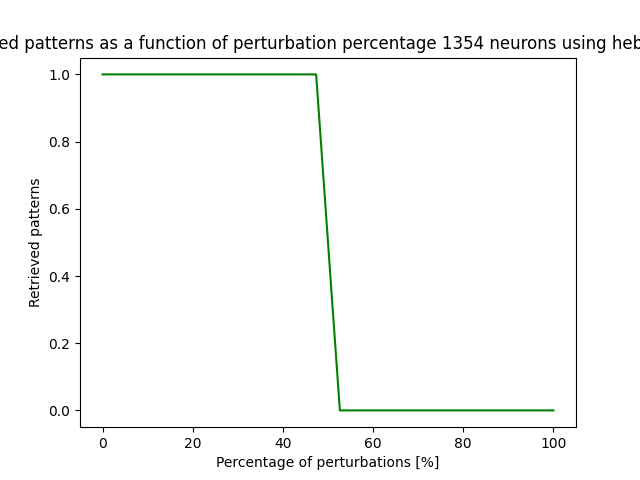 ed patterns as a function of perturbation percentage 1354 neurons using heb
1.0
0.8
0.6
0.4
0.2
0.0
Retrieved patterns
0 20 40 60 80 100
Percentage of perturbations [%]